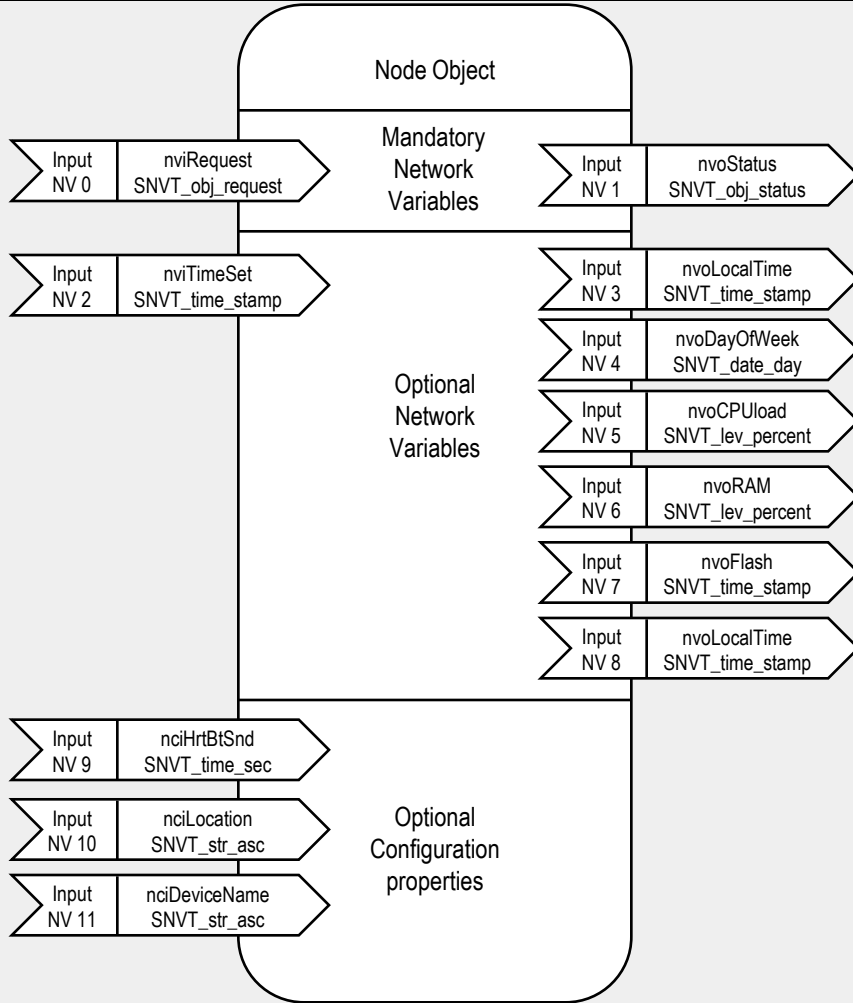 Node Object
Mandatory
Network
Variables
Input
NV 0
nviRequest
SNVT_obj_request
Input
NV 1
nvoStatus
SNVT_obj_status
Input
NV 2
nviTimeSet
SNVT_time_stamp
Optional
Network
Variables
Input
NV 3
nvoLocalTime
SNVT_time_stamp
Input
NV 4
nvoDayOfWeek
SNVT_date_day
Input
NV 5
nvoCPUload
SNVT_lev_percent
Input
NV 6
nvoRAM
SNVT_lev_percent
Input
NV 7
nvoFlash
SNVT_time_stamp
Input
NV 8
nvoLocalTime
SNVT_time_stamp
Input
NV 9
nciHrtBtSnd
SNVT_time_sec
Input
NV 10
nciLocation
SNVT_str_asc
Input
NV 11
nciDeviceName
SNVT_str_asc
Optional
Configuration
properties